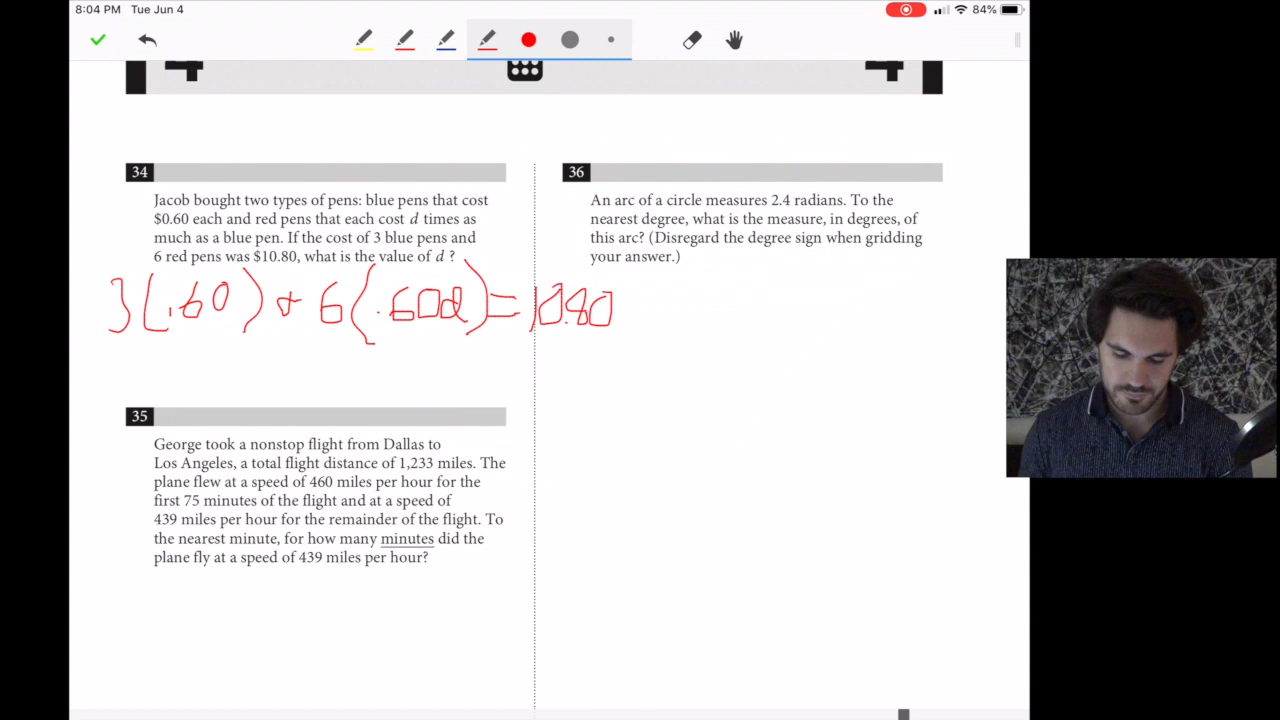 8:04 PM Tue Jun 4
84%
34
Jacob bought two types of pens: blue pens that cost
$0.60 each and red pens that each cost d times as
much as a blue pen. If the cost of 3 blue pens and
6 red pens was $10.80, what is the value of d ?
3(.60) + 6(.60d) = 10.80
35
George took a nonstop flight from Dallas to
Los Angeles, a total flight distance of 1,233 miles. The
plane flew at a speed of 460 miles per hour for the
first 75 minutes of the flight and at a speed of
439 miles per hour for the remainder of the flight. To
the nearest minute, for how many minutes did the
plane fly at a speed of 439 miles per hour?
36
An arc of a circle measures 2.4 radians. To the
nearest degree, what is the measure, in degrees, of
this arc? (Disregard the degree sign when gridding
your answer.)